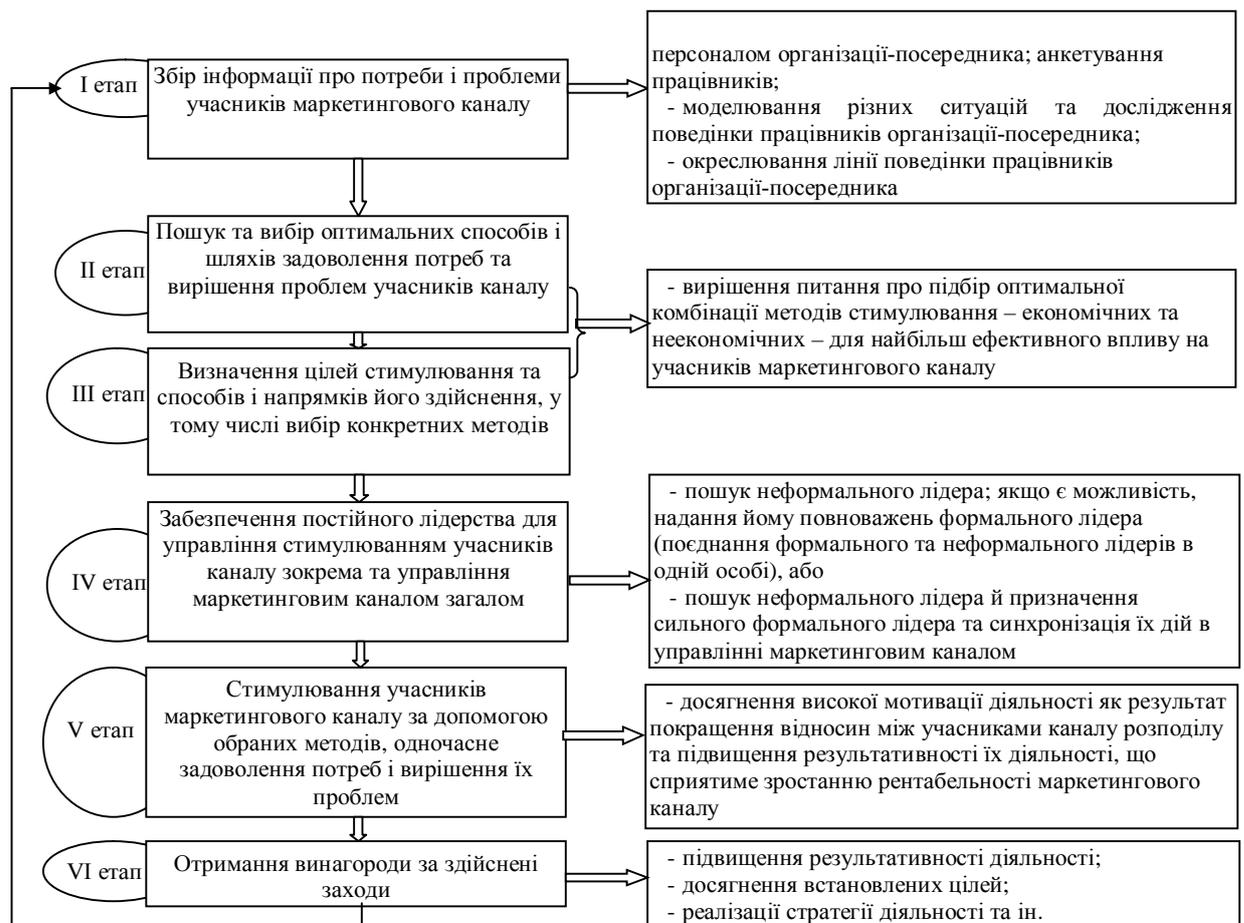 І етап
Збір інформації про потреби і проблеми
учасників маркетингового каналу
персоналом організації-посередника; анкетування
працівників;
- моделювання різних ситуацій та дослідження
поведінки працівників організації-посередника;
- окреслювання лінії поведінки працівників
організації-посередника
ІІ етап
Пошук та вибір оптимальних способів і
шляхів задоволення потреб та
вирішення проблем учасників каналу
- вирішення питання про підбір оптимальної
комбінації методів стимулювання – економічних та
неекономічних – для найбільш ефективного впливу на
учасників маркетингового каналу
ІІІ етап
Визначення цілей стимулювання та
способів і напрямків його здійснення, у
тому числі вибір конкретних методів
IV етап
Забезпечення постійного лідерства для
управління стимулюванням учасників
каналу зокрема та управління
маркетинговим каналом загалом
- пошук неформального лідера; якщо є можливість,
надання йому повноважень формального лідера
(поєднання формального та неформального лідерів в
одній особі), або
- пошук неформального лідера й призначення
сильного формального лідера та синхронізація їх дій в
управлінні маркетинговим каналом
V етап
Стимулювання учасників
маркетингового каналу за допомогою
обраних методів, одночасне
задоволення потреб і вирішення їх
проблем
- досягнення високої мотивації діяльності як результат
покращення відносин між учасниками каналу розподілу
та підвищення результативності їх діяльності, що
сприятиме зростанню рентабельності маркетингового
каналу
VI етап
Отримання винагороди за здійснені
заходи
- підвищення результативності діяльності;
- досягнення встановлених цілей;
- реалізації стратегії діяльності та ін.